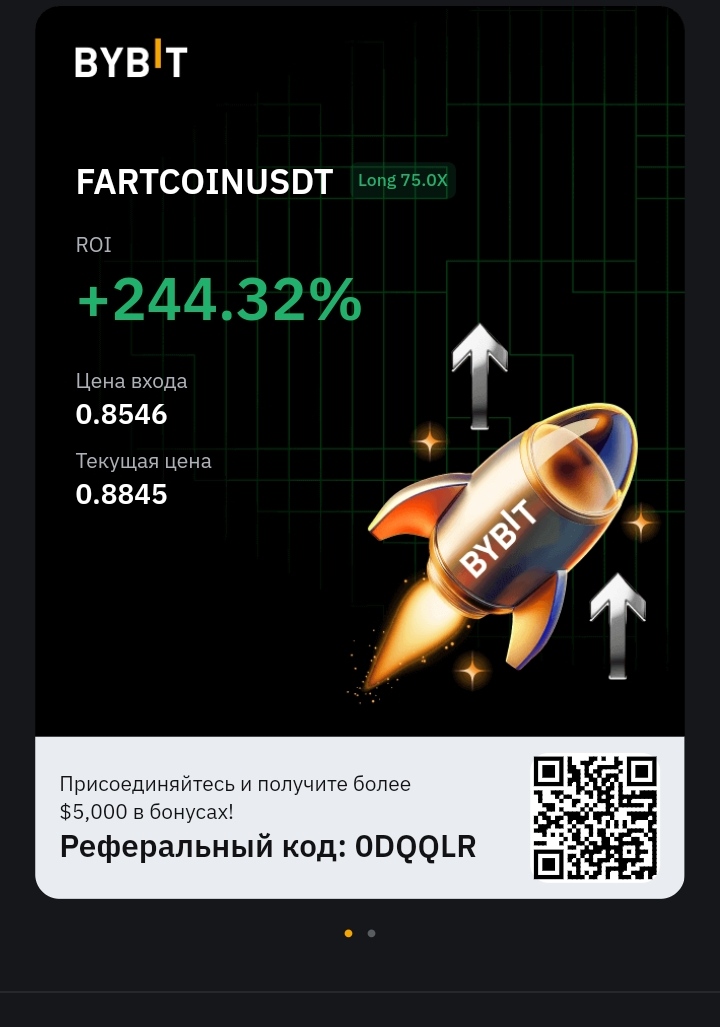 BYBIT
FARTCOINUSDT Long 75.0X
ROI
+244.32%
Цена входа
0.8546
Текущая цена
0.8845
BYBIT
Присоединяйтесь и получите более
$5,000 в бонусах!
Реферальный код: 0DQQLR